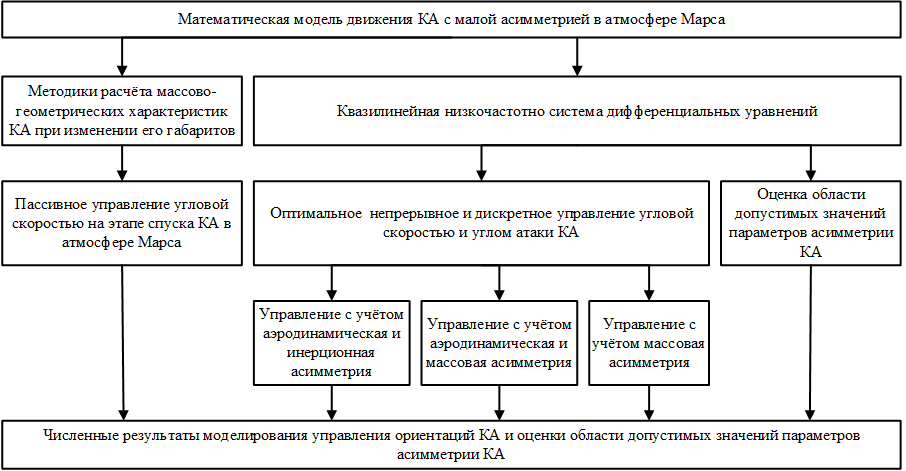 Математическая модель движения КА с малой асимметрией в атмосфере Марса
Методики расчёта массово-
геометрических характеристик
КА при изменении его габаритов
Квазилинейная низкочастотно система дифференциальных уравнений
Пассивное управление угловой
скоростью на этапе спуска КА в
атмосфере Марса
Оптимальное непрерывное и дискретное управление угловой
скоростью и углом атаки КА
Оценка области
допустимых значений
параметров асимметрии
КА
Управление с учётом
аэродинамическая и
инерционная
асимметрия
Управление с учётом
аэродинамическая и
массовая асимметрия
Управление с
учётом массовая
асимметрия
Численные результаты моделирования управления ориентаций КА и оценки области допустимых значений параметров
асимметрии КА